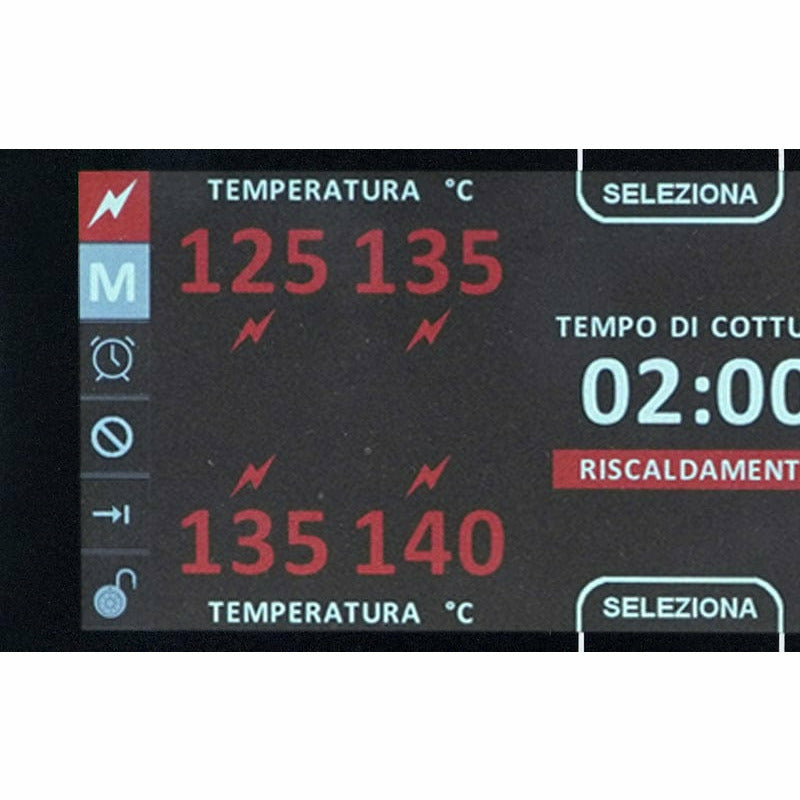 TEMPERATURA °C
SELEZIONA
M
125 135
TEMPO DI COTTU
02:00
RISCALDAMENT
135 140
TEMPERATURA °C
SELEZIONA